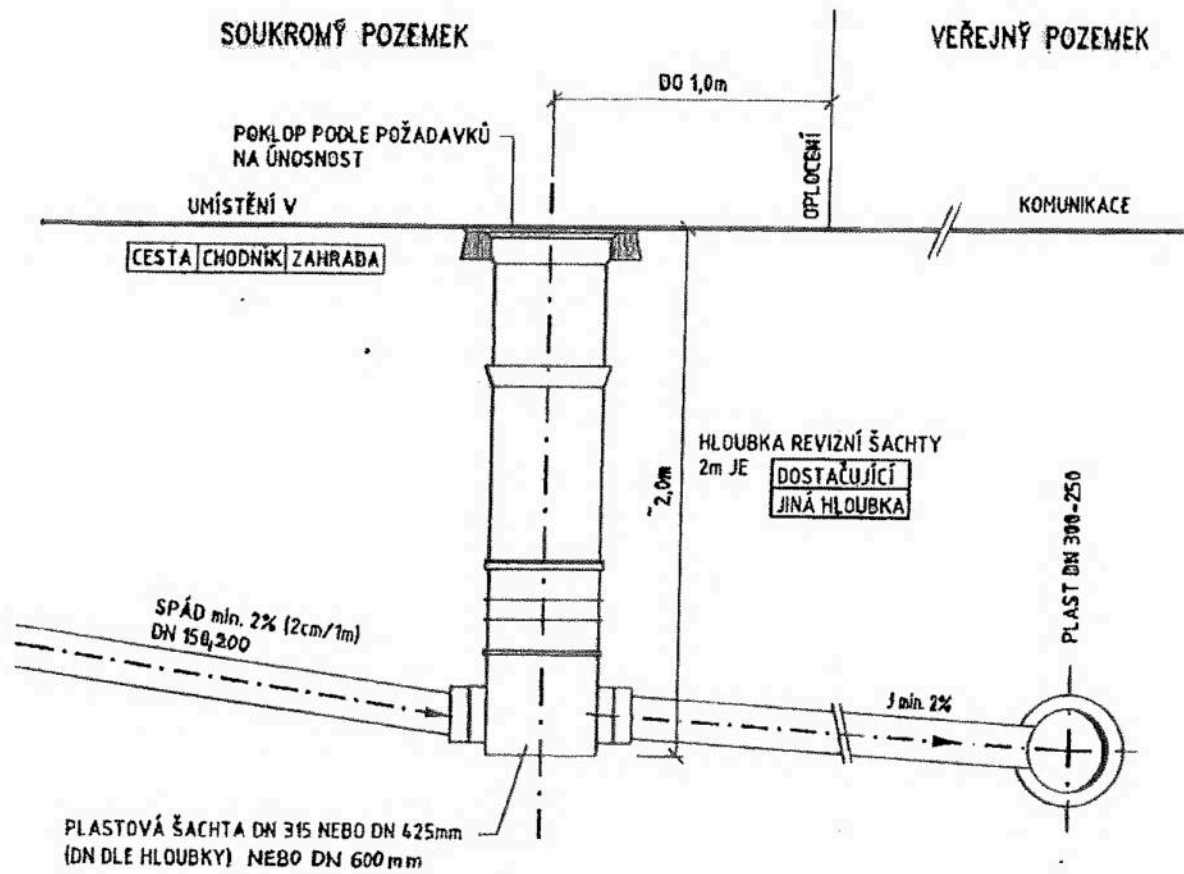 SOUKROMÝ POZEMEK
VEŘEJNÝ POZEMEK
DO 1,0m
POKLOP PODLE POŽADAVKŮ
NA ÚNOSNOST
OPLOCENÍ
UMÍSTĚNÍ V
KOMUNIKACE
CESTA CHODNÍK ZAHRADA
HLOUBKA REVIZNÍ ŠACHTY
2m JE
DOSTAČUJÍCÍ
JINÁ HLOUBKA
~2,0m
PLAST DN 300-250
SPÁD min. 2% (2cm/1m)
DN 150,200
J min. 2%
PLASTOVÁ ŠACHTA DN 315 NEBO DN 425mm
(DN DLE HLOUBKY) NEBO DN 600mm